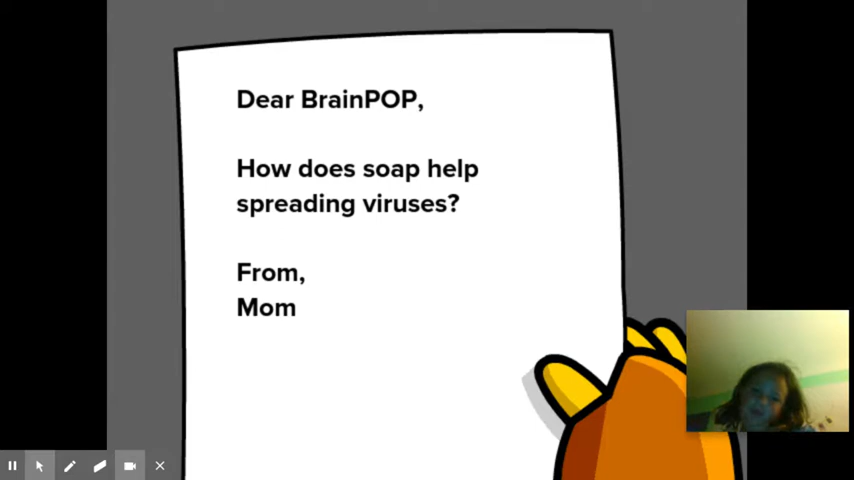 Dear BrainPOP,
How does soap help
spreading viruses?
From,
Mom